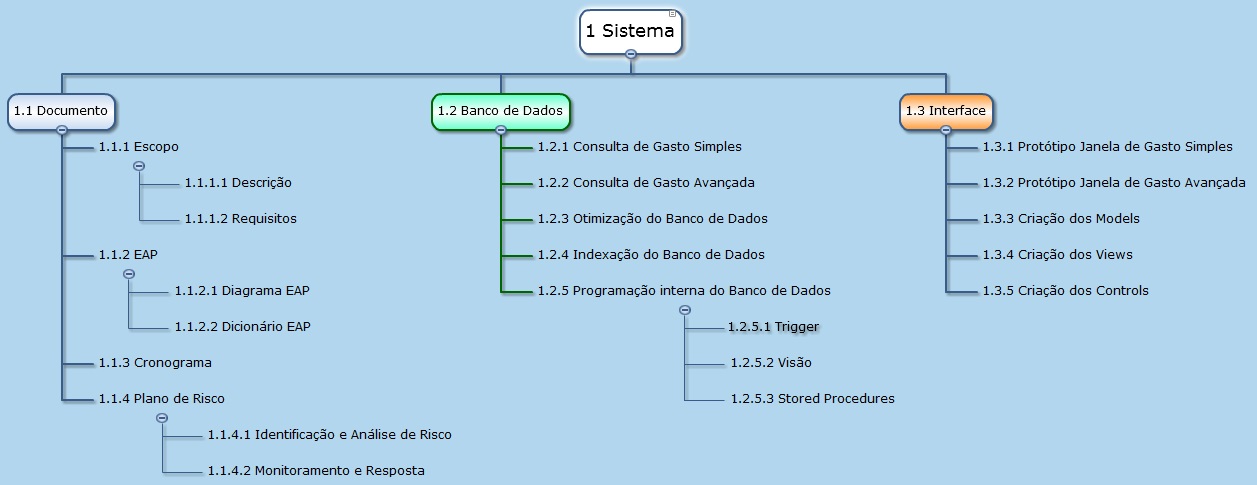 1 Sistema
1.1 Documento
1.1.1 Escopo
1.1.1.1 Descrição
1.1.1.2 Requisitos
1.1.2 EAP
1.1.2.1 Diagrama EAP
1.1.2.2 Dicionário EAP
1.1.3 Cronograma
1.1.4 Plano de Risco
1.1.4.1 Identificação e Análise de Risco
1.1.4.2 Monitoramento e Resposta
1.2 Banco de Dados
1.2.1 Consulta de Gasto Simples
1.2.2 Consulta de Gasto Avançada
1.2.3 Otimização do Banco de Dados
1.2.4 Indexação do Banco de Dados
1.2.5 Programação interna do Banco de Dados
1.2.5.1 Trigger
1.2.5.2 Visão
1.2.5.3 Stored Procedures
1.3 Interface
1.3.1 Protótipo Janela de Gasto Simples
1.3.2 Protótipo Janela de Gasto Avançada
1.3.3 Criação dos Models
1.3.4 Criação dos Views
1.3.5 Criação dos Controls